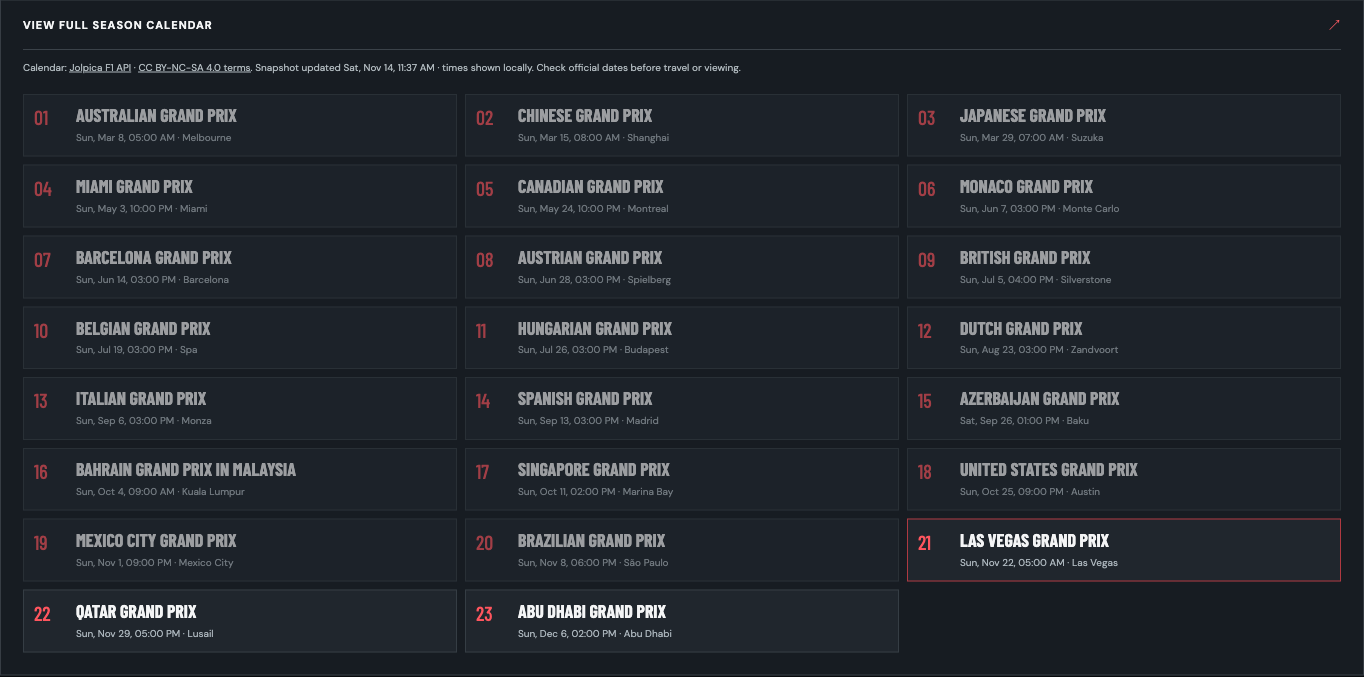 VIEW FULL SEASON CALENDAR
Calendar: Jolpica F1 API · CC BY-NC-SA 4.0 terms. Snapshot updated Sat, Nov 14, 11:37 AM · times shown locally. Check official dates before travel or viewing.
01
AUSTRALIAN GRAND PRIX
Sun, Mar 8, 05:00 AM · Melbourne
02
CHINESE GRAND PRIX
Sun, Mar 15, 08:00 AM · Shanghai
03
JAPANESE GRAND PRIX
Sun, Mar 29, 07:00 AM · Suzuka
04
MIAMI GRAND PRIX
Sun, May 3, 10:00 PM · Miami
05
CANADIAN GRAND PRIX
Sun, May 24, 10:00 PM · Montreal
06
MONACO GRAND PRIX
Sun, Jun 7, 03:00 PM · Monte Carlo
07
BARCELONA GRAND PRIX
Sun, Jun 14, 03:00 PM · Barcelona
08
AUSTRIAN GRAND PRIX
Sun, Jun 28, 03:00 PM · Spielberg
09
BRITISH GRAND PRIX
Sun, Jul 5, 04:00 PM · Silverstone
10
BELGIAN GRAND PRIX
Sun, Jul 19, 03:00 PM · Spa
11
HUNGARIAN GRAND PRIX
Sun, Jul 26, 03:00 PM · Budapest
12
DUTCH GRAND PRIX
Sun, Aug 23, 03:00 PM · Zandvoort
13
ITALIAN GRAND PRIX
Sun, Sep 6, 03:00 PM · Monza
14
SPANISH GRAND PRIX
Sun, Sep 13, 03:00 PM · Madrid
15
AZERBAIJAN GRAND PRIX
Sat, Sep 26, 01:00 PM · Baku
16
BAHRAIN GRAND PRIX IN MALAYSIA
Sun, Oct 4, 09:00 AM · Kuala Lumpur
17
SINGAPORE GRAND PRIX
Sun, Oct 11, 02:00 PM · Marina Bay
18
UNITED STATES GRAND PRIX
Sun, Oct 25, 09:00 PM · Austin
19
MEXICO CITY GRAND PRIX
Sun, Nov 1, 09:00 PM · Mexico City
20
BRAZILIAN GRAND PRIX
Sun, Nov 8, 06:00 PM · São Paulo
21
LAS VEGAS GRAND PRIX
Sun, Nov 22, 05:00 AM · Las Vegas
22
QATAR GRAND PRIX
Sun, Nov 29, 05:00 PM · Lusail
23
ABU DHABI GRAND PRIX
Sun, Dec 6, 02:00 PM · Abu Dhabi